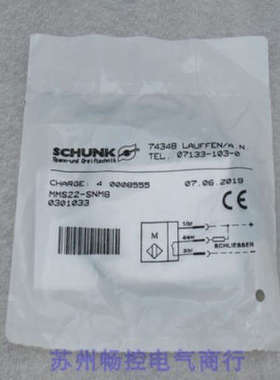 SCHUNK
Spann- und Greiftechnik
74348 LAUFFEN/A.N.
TEL. 07133-103-0
CHARGE: 4 0008555
07.06.2019
MMS22-SNM8
0301033
CE
M
SCHLIESSER
苏州畅控电气商行